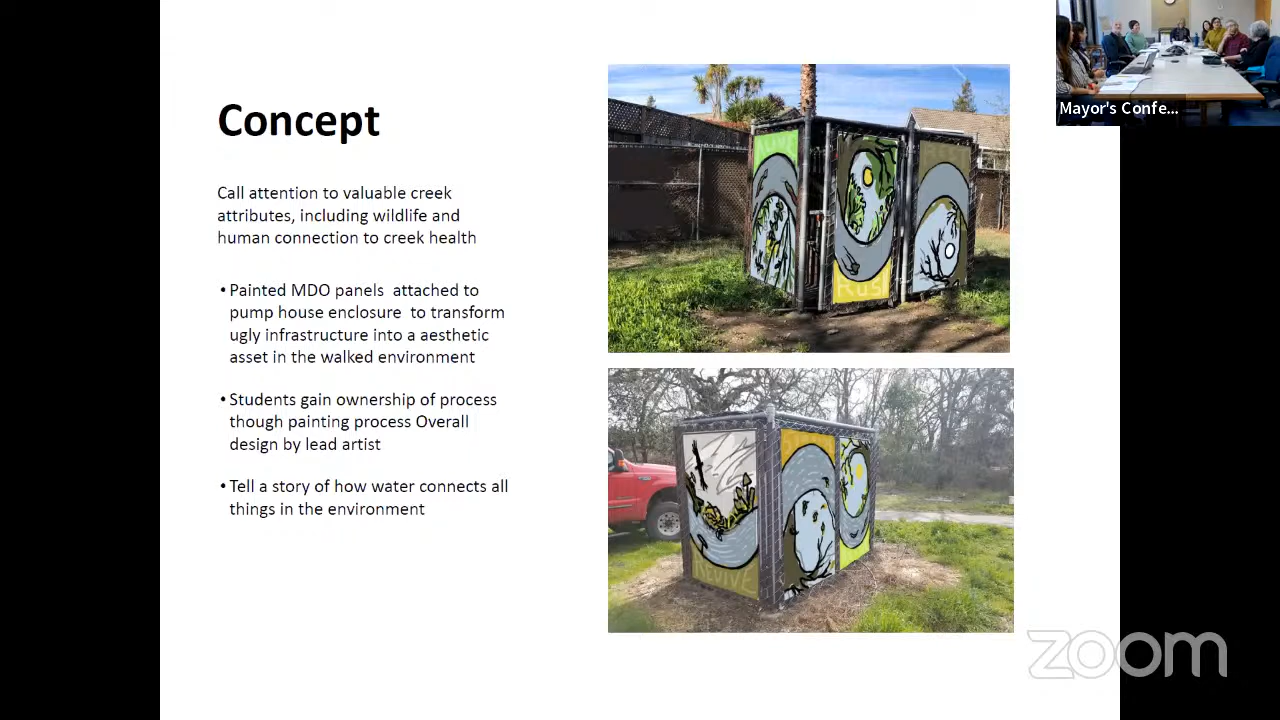 Concept
Call attention to valuable creek
attributes, including wildlife and
human connection to creek health
• Painted MDO panels attached to
pump house enclosure to transform
ugly infrastructure into a aesthetic
asset in the walked environment
• Students gain ownership of process
though painting process Overall
design by lead artist
• Tell a story of how water connects all
things in the environment
ALIVE
RUSH
REVIVE
Mayor's Confe...
zoom